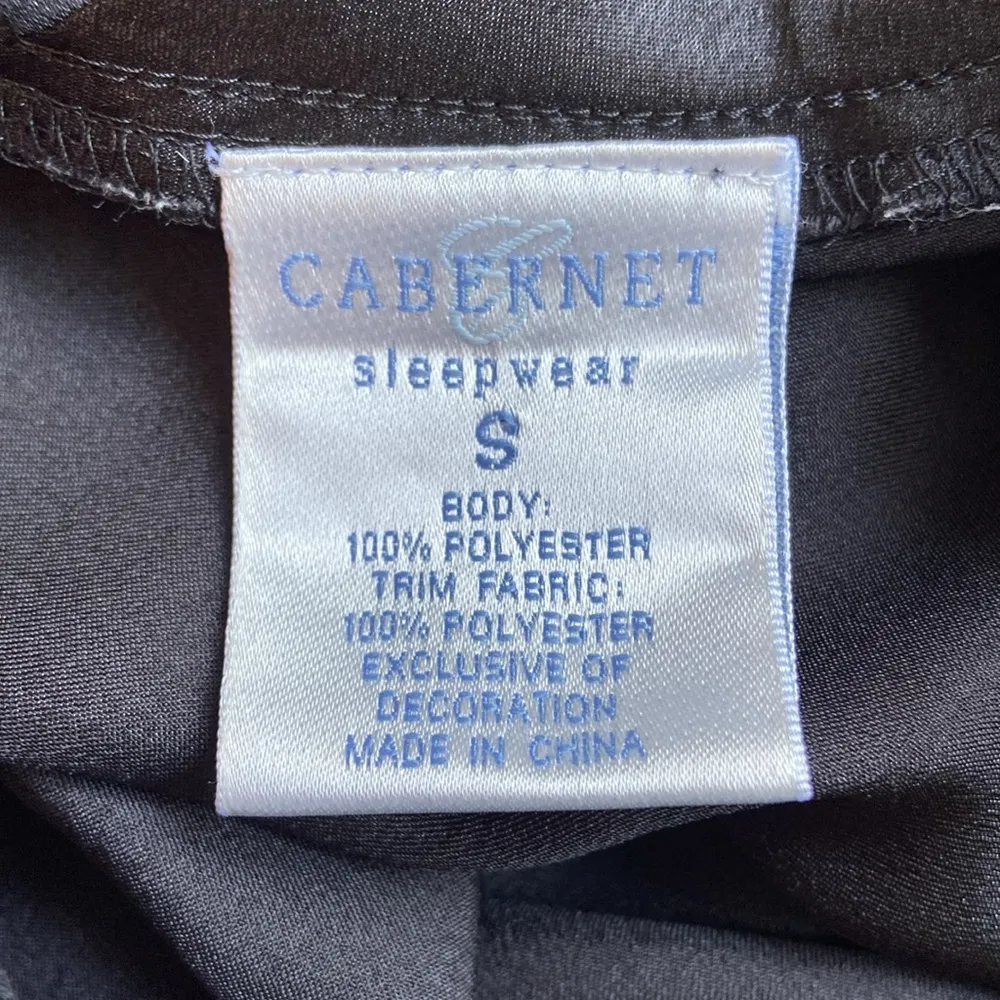 CABERNET
sleepwear
S
BODY:
100% POLYESTER
TRIM FABRIC:
100% POLYESTER
EXCLUSIVE OF
DECORATION
MADE IN CHINA